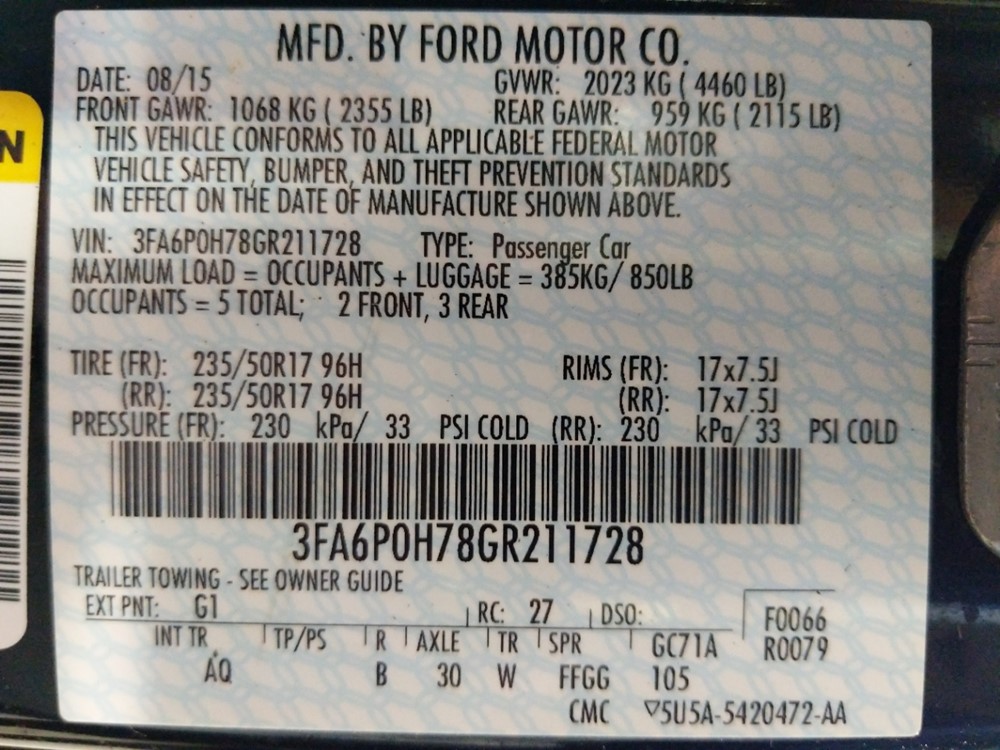 MFD. BY FORD MOTOR CO.
DATE: 08/15 GVWR: 2023 KG ( 4460 LB)
FRONT GAWR: 1068 KG ( 2355 LB) REAR GAWR: 959 KG ( 2115 LB)
THIS VEHICLE CONFORMS TO ALL APPLICABLE FEDERAL MOTOR
VEHICLE SAFETY, BUMPER, AND THEFT PREVENTION STANDARDS
IN EFFECT ON THE DATE OF MANUFACTURE SHOWN ABOVE.
VIN: 3FA6P0H78GR211728 TYPE: Passenger Car
MAXIMUM LOAD = OCCUPANTS + LUGGAGE = 385KG/ 850LB
OCCUPANTS = 5 TOTAL; 2 FRONT, 3 REAR
TIRE (FR): 235/50R17 96H RIMS (FR): 17x7.5J
(RR): 235/50R17 96H (RR): 17x7.5J
PRESSURE (FR): 230 kPa/ 33 PSI COLD (RR): 230 kPa/ 33 PSI COLD
3FA6P0H78GR211728
TRAILER TOWING - SEE OWNER GUIDE
EXT PNT: G1 RC: 27 DSO: F0066
INT TR TP/PS R AXLE TR SPR GC71A R0079
AQ B 30 W FFGG 105
CMC ▽5U5A-5420472-AA
N